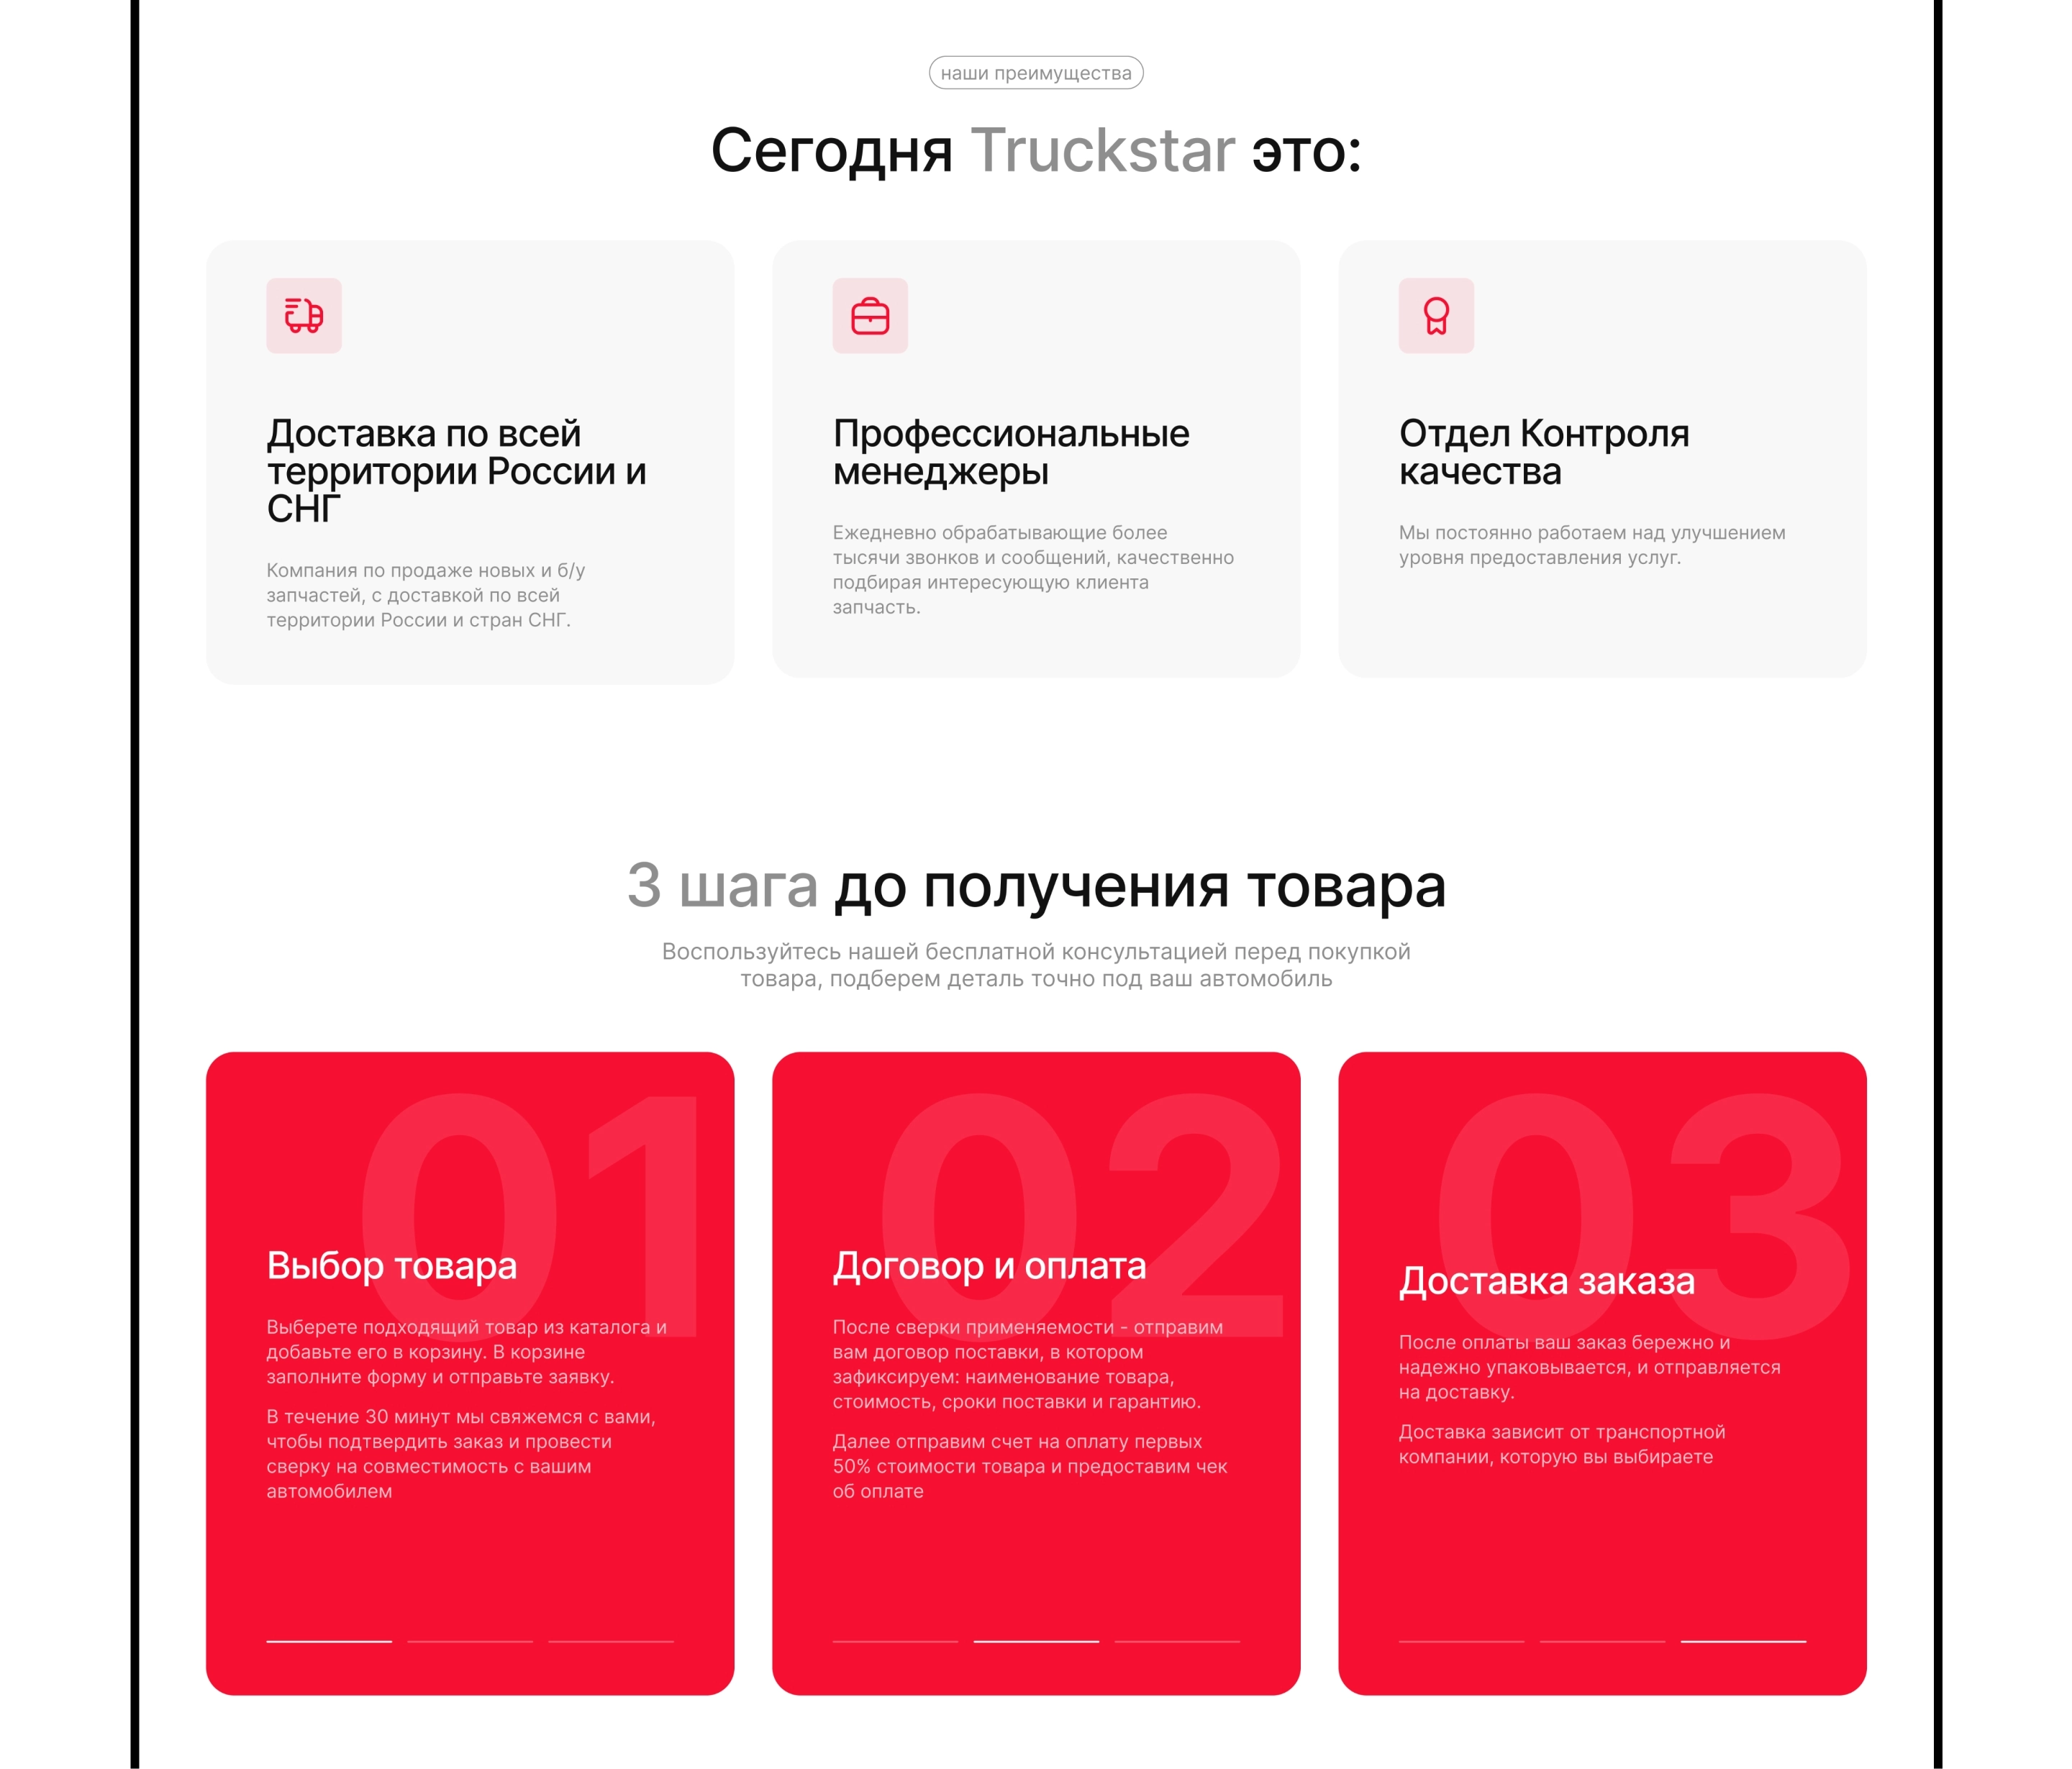 наши преимущества
Сегодня Truckstar это:
Доставка по всей
территории России и
СНГ
Компания по продаже новых и б/у
запчастей, с доставкой по всей
территории России и стран СНГ.
Профессиональные
менеджеры
Ежедневно обрабатывающие более
тысячи звонков и сообщений, качественно
подбирая интересующую клиента
запчасть.
Отдел Контроля
качества
Мы постоянно работаем над улучшением
уровня предоставления услуг.
3 шага до получения товара
Воспользуйтесь нашей бесплатной консультацией перед покупкой
товара, подберем деталь точно под ваш автомобиль
01
Выбор товара
Выберете подходящий товар из каталога и
добавьте его в корзину. В корзине
заполните форму и отправьте заявку.
В течение 30 минут мы свяжемся с вами,
чтобы подтвердить заказ и провести
сверку на совместимость с вашим
автомобилем
02
Договор и оплата
После сверки применяемости - отправим
вам договор поставки, в котором
зафиксируем: наименование товара,
стоимость, сроки поставки и гарантию.
Далее отправим счет на оплату первых
50% стоимости товара и предоставим чек
об оплате
03
Доставка заказа
После оплаты ваш заказ бережно и
надежно упаковывается, и отправляется
на доставку.
Доставка зависит от транспортной
компании, которую вы выбираете